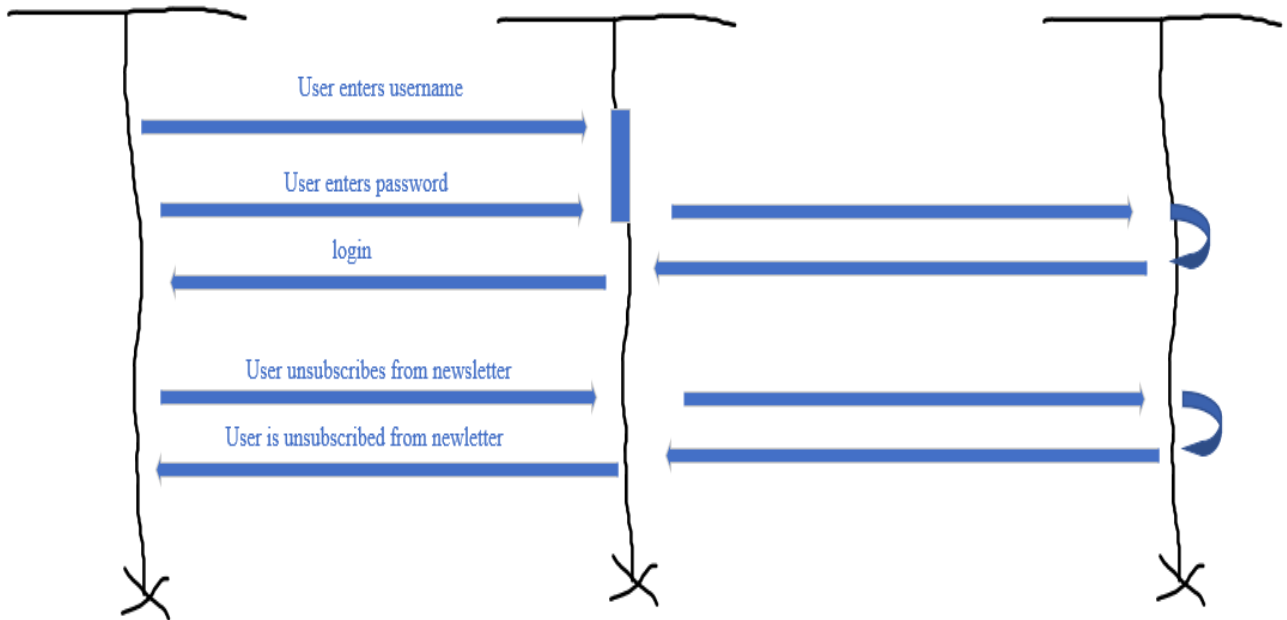 User enters username
User enters password
login
User unsubscribes from newsletter
User is unsubscribed from newletter